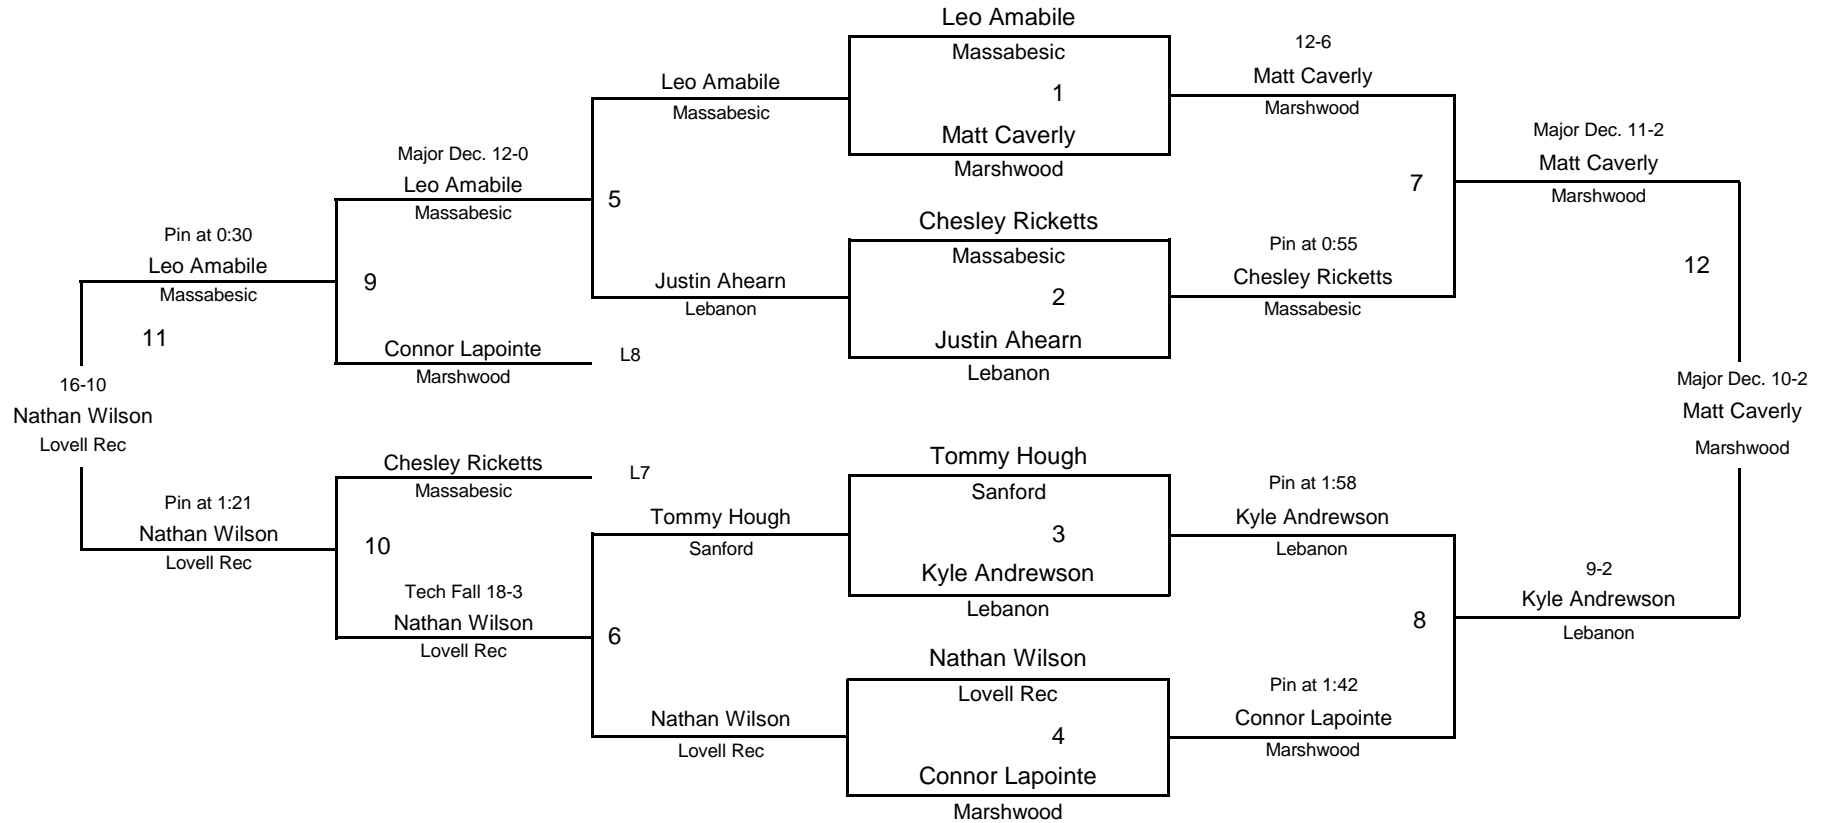 Leo Amabile
Massabesic
1
Matt Caverly
Marshwood
12-6
Matt Caverly
Marshwood
Leo Amabile
Massabesic
Major Dec. 11-2
Matt Caverly
Marshwood
Major Dec. 12-0
Leo Amabile
Massabesic
5
7
Chesley Ricketts
Massabesic
2
Justin Ahearn
Lebanon
Pin at 0:55
Chesley Ricketts
Massabesic
Justin Ahearn
Lebanon
Pin at 0:30
Leo Amabile
Massabesic
9
12
11
Connor Lapointe
Marshwood
L8
16-10
Nathan Wilson
Lovell Rec
Major Dec. 10-2
Matt Caverly
Marshwood
Chesley Ricketts
Massabesic
L7
Tommy Hough
Sanford
3
Kyle Andrewson
Lebanon
Pin at 1:58
Kyle Andrewson
Lebanon
Tommy Hough
Sanford
Pin at 1:21
Nathan Wilson
Lovell Rec
10
Tech Fall 18-3
Nathan Wilson
Lovell Rec
6
8
9-2
Kyle Andrewson
Lebanon
Nathan Wilson
Lovell Rec
4
Connor Lapointe
Marshwood
Pin at 1:42
Connor Lapointe
Marshwood
Nathan Wilson
Lovell Rec